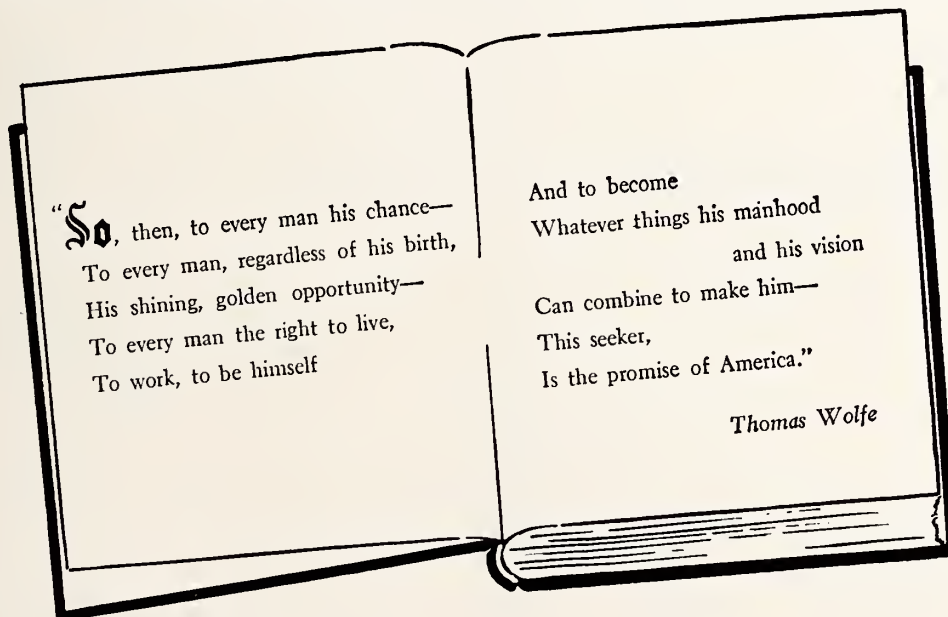 “So, then, to every man his chance—
To every man, regardless of his birth,
His shining, golden opportunity—
To every man the right to live,
To work, to be himself
And to become
Whatever things his manhood
and his vision
Can combine to make him—
This seeker,
Is the promise of America.”
Thomas Wolfe